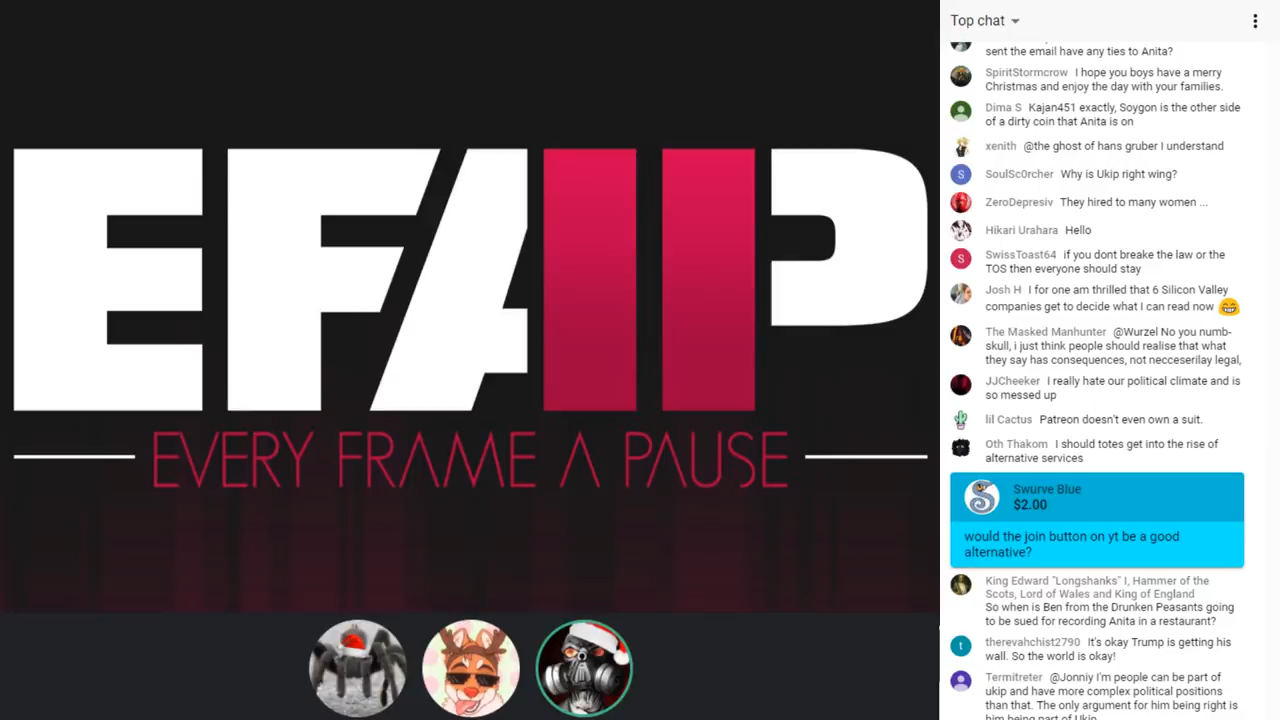 EFAP
EVERY FRAME A PAUSE
Top chat
sent the email have any ties to Anita?
SpiritStormcrow I hope you boys have a merry
Christmas and enjoy the day with your families.
Dima S Kajan451 exactly, Soygon is the other side
of a dirty coin that Anita is on
xenith @the ghost of hans gruber I understand
S SoulSc0rcher Why is Ukip right wing?
ZeroDepresiv They hired to many women ...
Hikari Urahara Hello
S SwissToast64 if you dont breake the law or the
TOS then everyone should stay
Josh H I for one am thrilled that 6 Silicon Valley
companies get to decide what I can read now
The Masked Manhunter @Wurzel No you numb-
skull, i just think people should realise that what
they say has consequences, not necceserilay legal,
JJCheeker I really hate our political climate and is
so messed up
lil Cactus Patreon doesn't even own a suit.
Oth Thakom I should totes get into the rise of
alternative services
Swurve Blue
$2.00
would the join button on yt be a good
alternative?
King Edward "Longshanks" I, Hammer of the
Scots, Lord of Wales and King of England
So when is Ben from the Drunken Peasants going
to be sued for recording Anita in a restaurant?
t therevahchist2790 It's okay Trump is getting his
wall. So the world is okay!
Termitreter @Jonniy I'm people can be part of
ukip and have more complex political positions
than that. The only argument for him being right is
him being part of Ukip